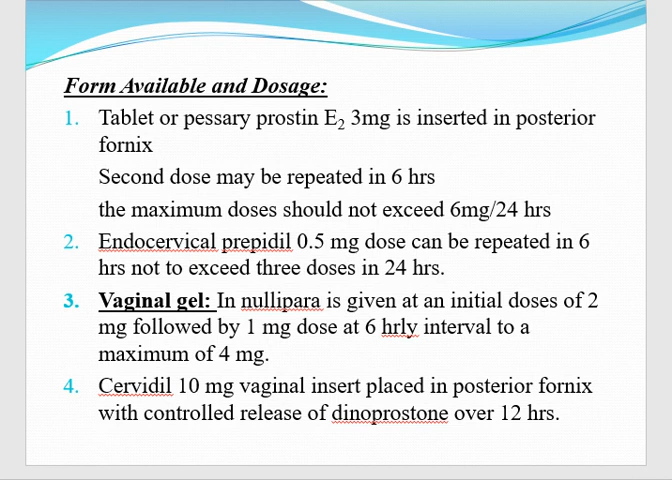 Form Available and Dosage:
1. Tablet or pessary prostin E₂ 3mg is inserted in posterior
fornix
Second dose may be repeated in 6 hrs
the maximum doses should not exceed 6mg/24 hrs
2. Endocervical prepidil 0.5 mg dose can be repeated in 6
hrs not to exceed three doses in 24 hrs.
3. Vaginal gel: In nullipara is given at an initial doses of 2
mg followed by 1 mg dose at 6 hrly interval to a
maximum of 4 mg.
4. Cervidil 10 mg vaginal insert placed in posterior fornix
with controlled release of dinoprostone over 12 hrs.